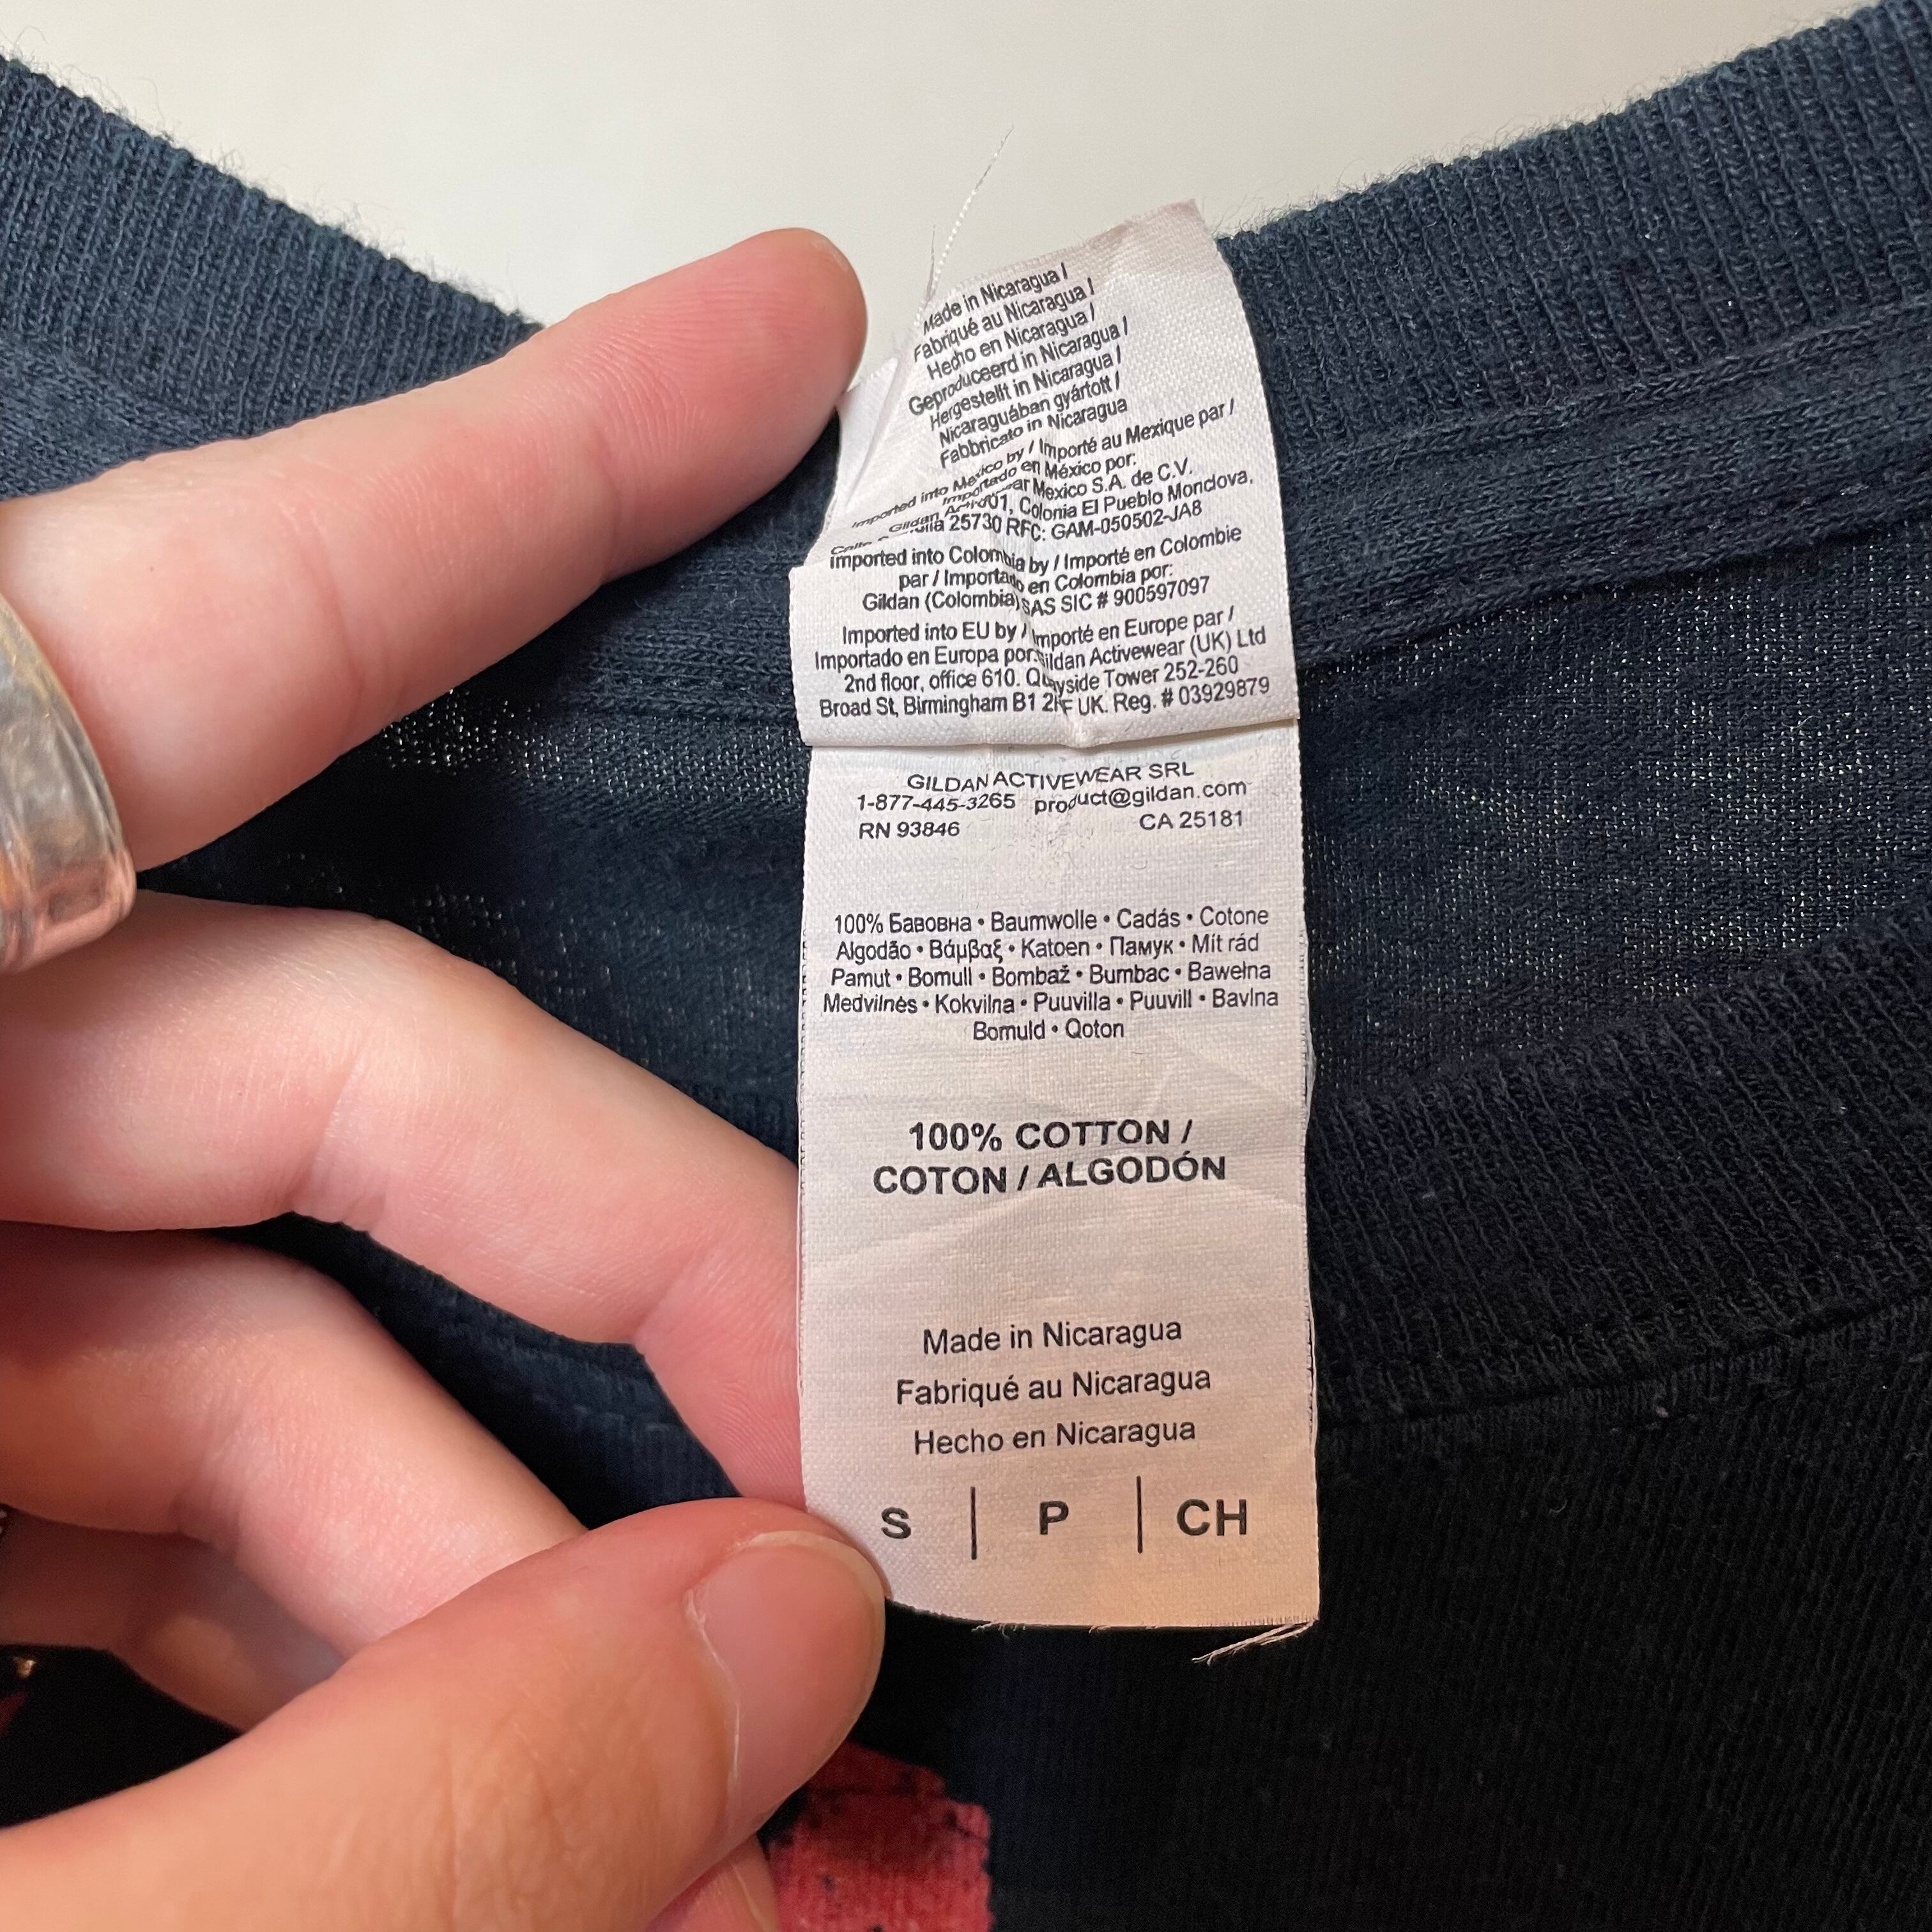 Made in Nicaragua /
Fabriqué au Nicaragua /
Hecho en Nicaragua /
Geproduceerd in Nicaragua /
Hergestellt in Nicaragua /
Nicaraguában gyártott /
Fabbricato in Nicaragua
Imported into Mexico by / Importé au Mexique par /
Importado en México por:
Gildan Mexico S.A. de C.V.
Colonia El Pueblo Monclova,
25730 RFC: GAM-050502-JA8
Imported into Colombia by / Importé en Colombie
par / Importado en Colombia por:
Gildan (Colombia) SAS SIC # 900597097
Imported into EU by / Importé en Europe par /
Importado en Europa por: Gildan Activewear (UK) Ltd
2nd floor, office 610. Quayside Tower 252-260
Broad St, Birmingham B1 2HF UK. Reg. # 03929879
GILDAN ACTIVEWEAR SRL
1-877-445-3265 product@gildan.com
RN 93846 CA 25181
100% Бавовна • Baumwolle • Cadás • Cotone
Algodão • Βάμβαξ • Katoen • Памук • Mít rád
Pamut • Bomull • Bombaž • Bumbac • Bawełna
Medvilnės • Kokvilna • Puuvilla • Puuvill • Bavlna
Bomuld • Qoton
100% COTTON /
COTON / ALGODÓN
Made in Nicaragua
Fabriqué au Nicaragua
Hecho en Nicaragua
S | P | CH